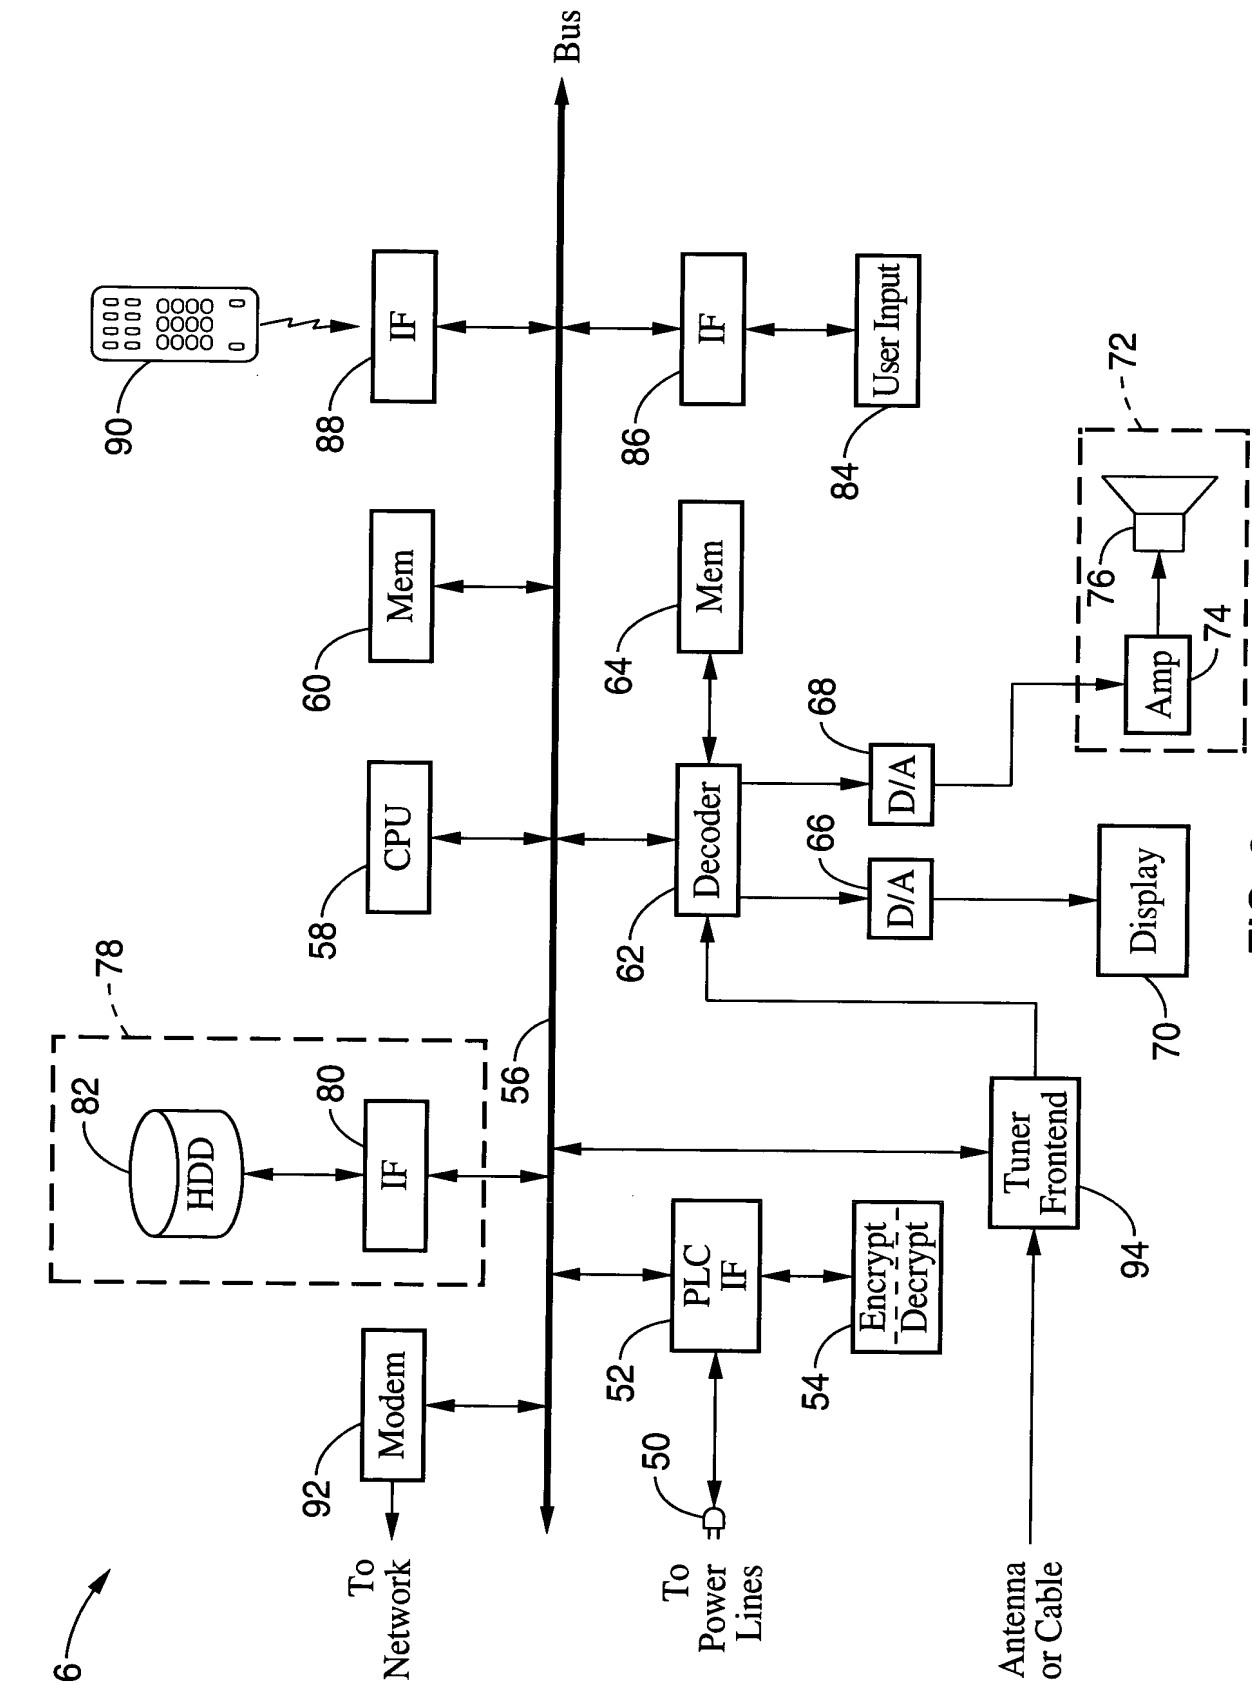 6
90
82
78
HDD
80
IF
58
CPU
60
Mem
88
IF
92
Modem
To
Network
56
Bus
52
PLC
IF
50
To
Power
Lines
54
Encrypt
Decrypt
62
Decoder
64
Mem
86
IF
84
User Input
66
D/A
68
D/A
72
76
74
Amp
70
Display
94
Tuner
Frontend
Antenna
or Cable